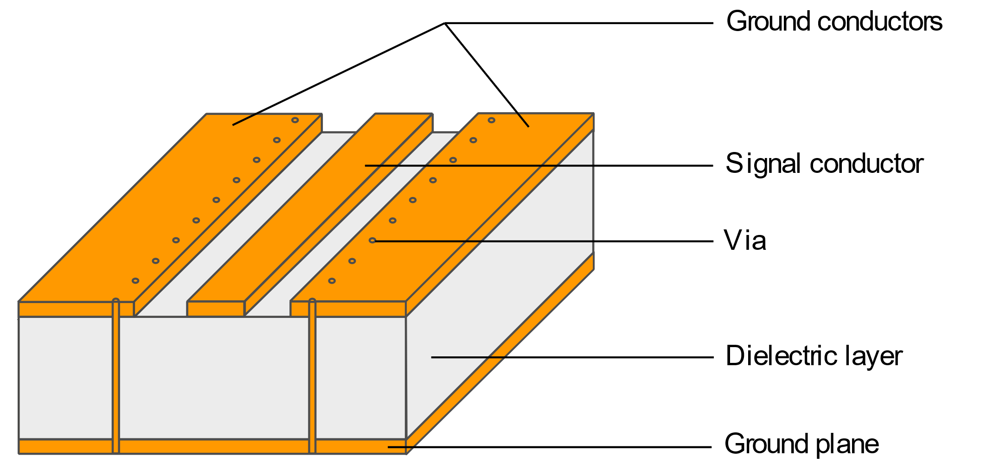 Ground conductors
Signal conductor
Via
Dielectric layer
Ground plane